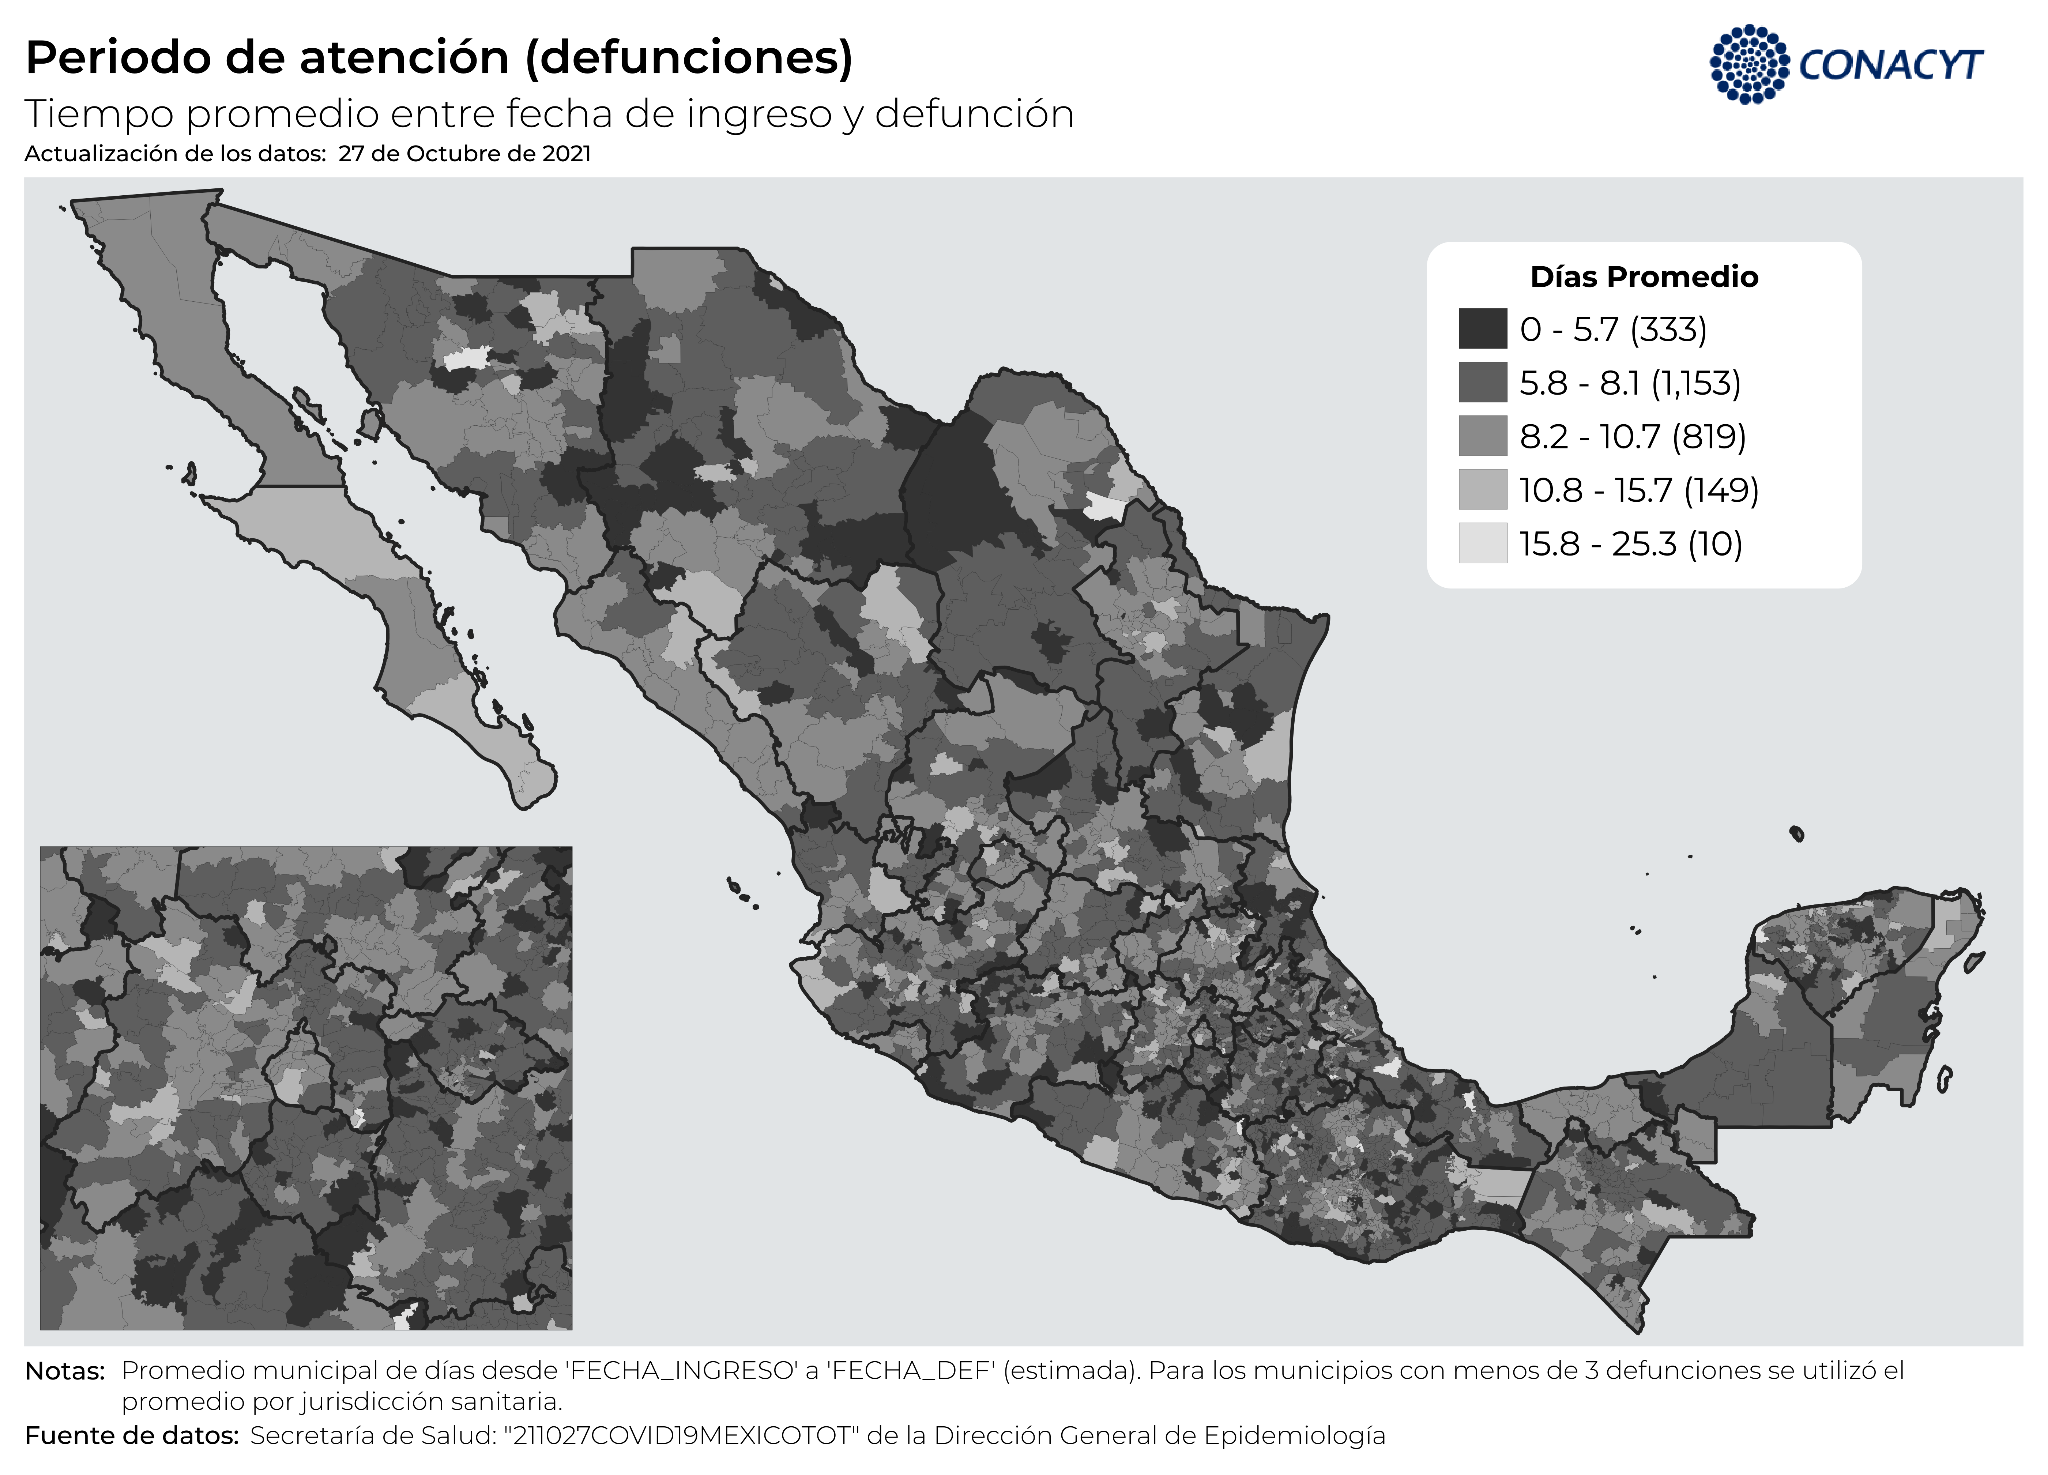 Periodo de atención (defunciones)
Tiempo promedio entre fecha de ingreso y defunción
Actualización de los datos: 27 de Octubre de 2021
CONACYT
Días Promedio
0 - 5.7 (333)
5.8 - 8.1 (1,153)
8.2 - 10.7 (819)
10.8 - 15.7 (149)
15.8 - 25.3 (10)
Notas: Promedio municipal de días desde 'FECHA_INGRESO' a 'FECHA_DEF' (estimada). Para los municipios con menos de 3 defunciones se utilizó el
promedio por jurisdicción sanitaria.
Fuente de datos: Secretaría de Salud: "211027COVID19MEXICOTOT" de la Dirección General de Epidemiología